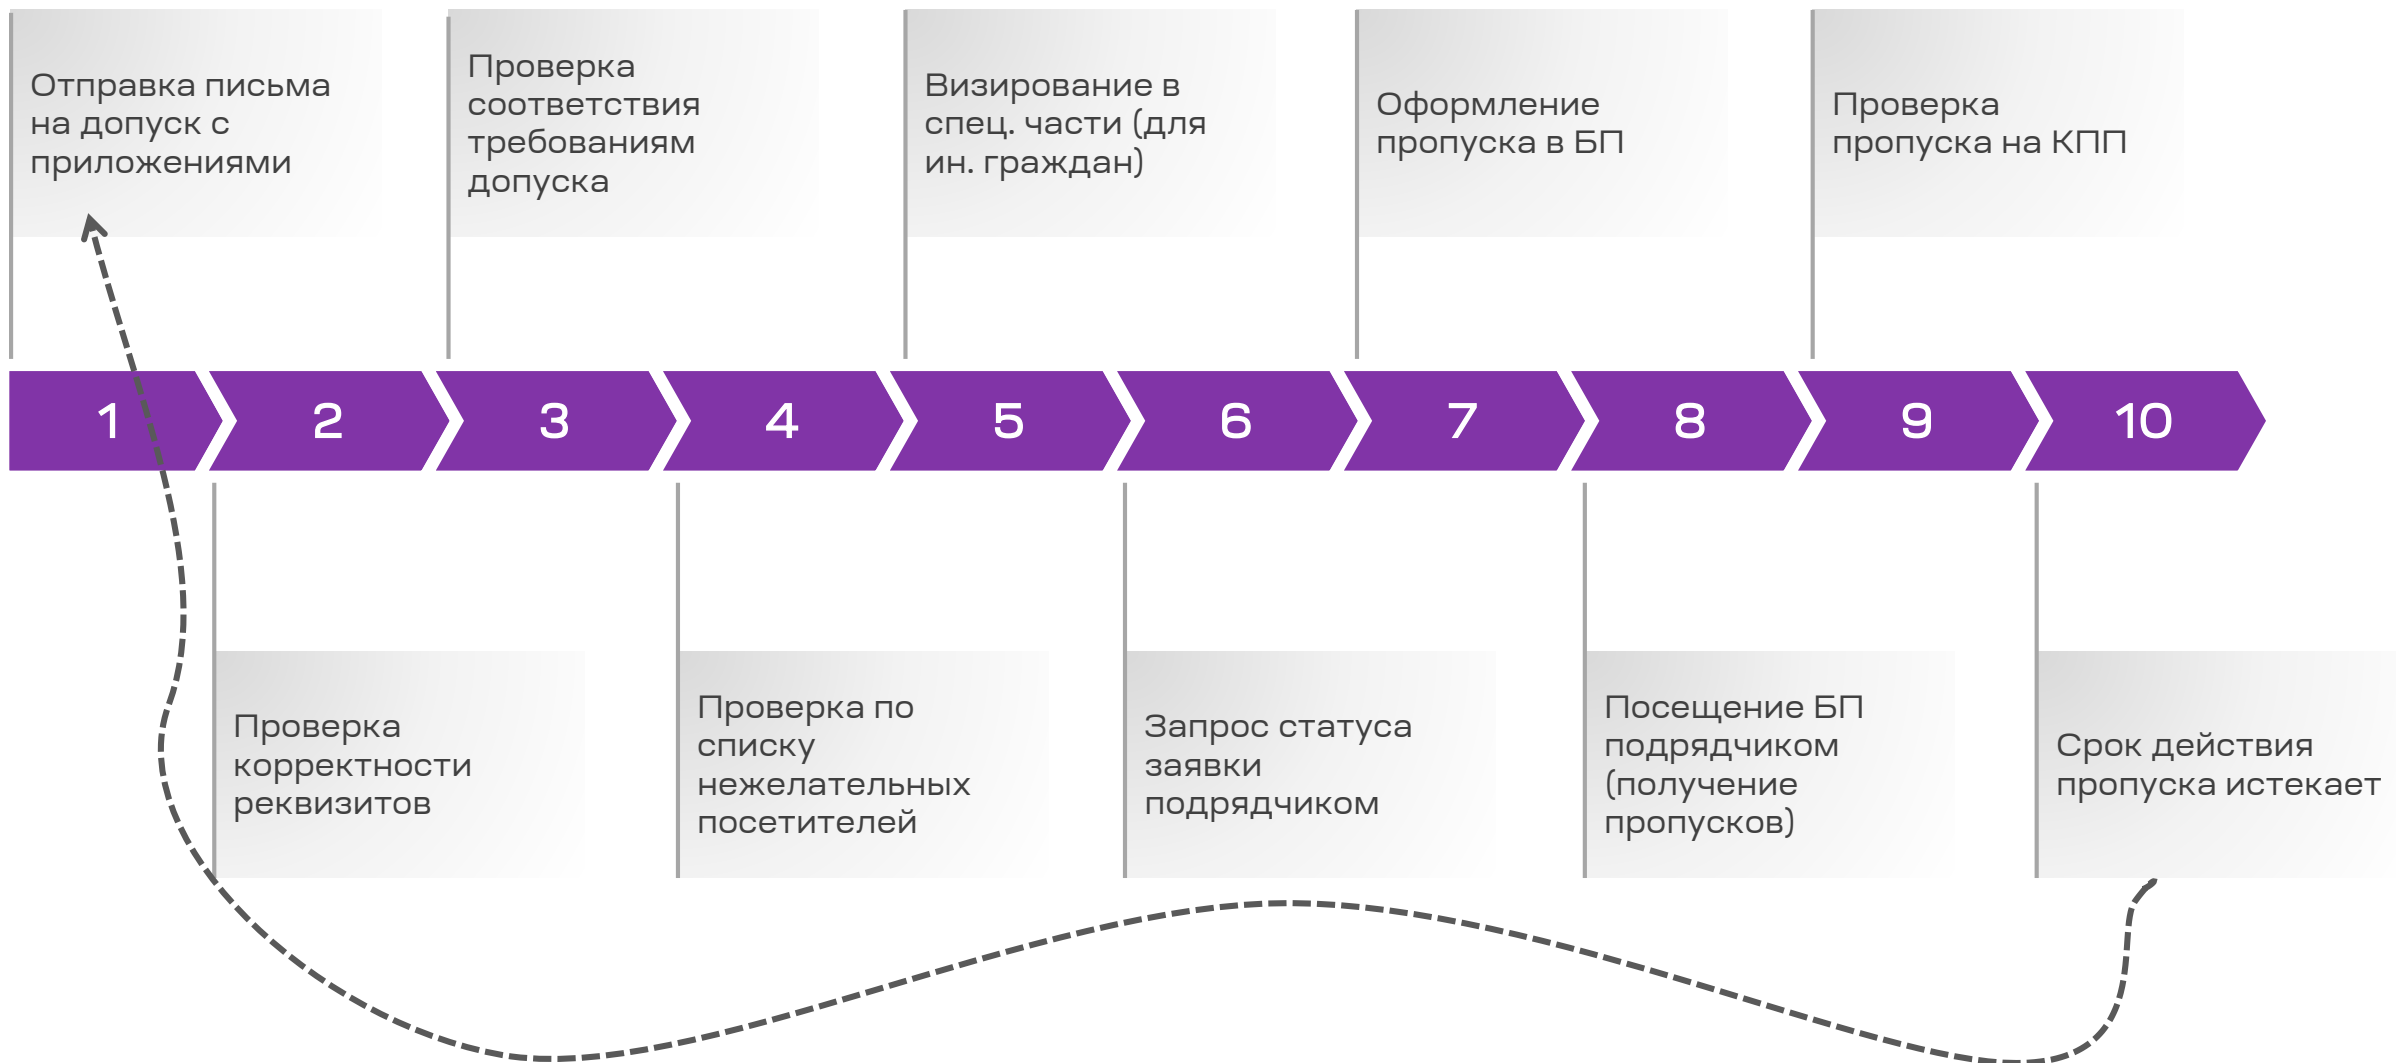 Отправка письма
на допуск с
приложениями
Проверка
соответствия
требованиям
допуска
Визирование в
спец. части (для
ин. граждан)
Оформление
пропуска в БП
Проверка
пропуска на КПП
1
2
3
4
5
6
7
8
9
10
Проверка
корректности
реквизитов
Проверка по
списку
нежелательных
посетителей
Запрос статуса
заявки
подрядчиком
Посещение БП
подрядчиком
(получение
пропусков)
Срок действия
пропуска истекает